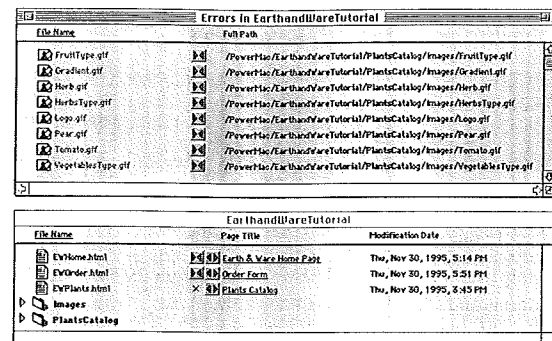 Errors in EarthandWareTutorial
File Name Full Path
FruitType.gif /PowerMac/EarthandWareTutorial/PlantsCatalog/Images/FruitType.gif
Gradient.gif /PowerMac/EarthandWareTutorial/PlantsCatalog/Images/Gradient.gif
Herb.gif /PowerMac/EarthandWareTutorial/PlantsCatalog/Images/Herb.gif
HerbsType.gif /PowerMac/EarthandWareTutorial/PlantsCatalog/Images/HerbsType.gif
Logo.gif /PowerMac/EarthandWareTutorial/PlantsCatalog/Images/Logo.gif
Pear.gif /PowerMac/EarthandWareTutorial/PlantsCatalog/Images/Pear.gif
Tomato.gif /PowerMac/EarthandWareTutorial/PlantsCatalog/Images/Tomato.gif
VegetablesType.gif /PowerMac/EarthandWareTutorial/PlantsCatalog/Images/VegetablesType.gif
EarthandWareTutorial
File Name Page Title Modification Date
EWHome.html Earth & Ware Home Page Thu, Nov 30, 1995, 5:14 PM
EWOrder.html Order Form Thu, Nov 30, 1995, 5:51 PM
EWPlants.html Plants Catalog Thu, Nov 30, 1995, 3:45 PM
Images
PlantsCatalog